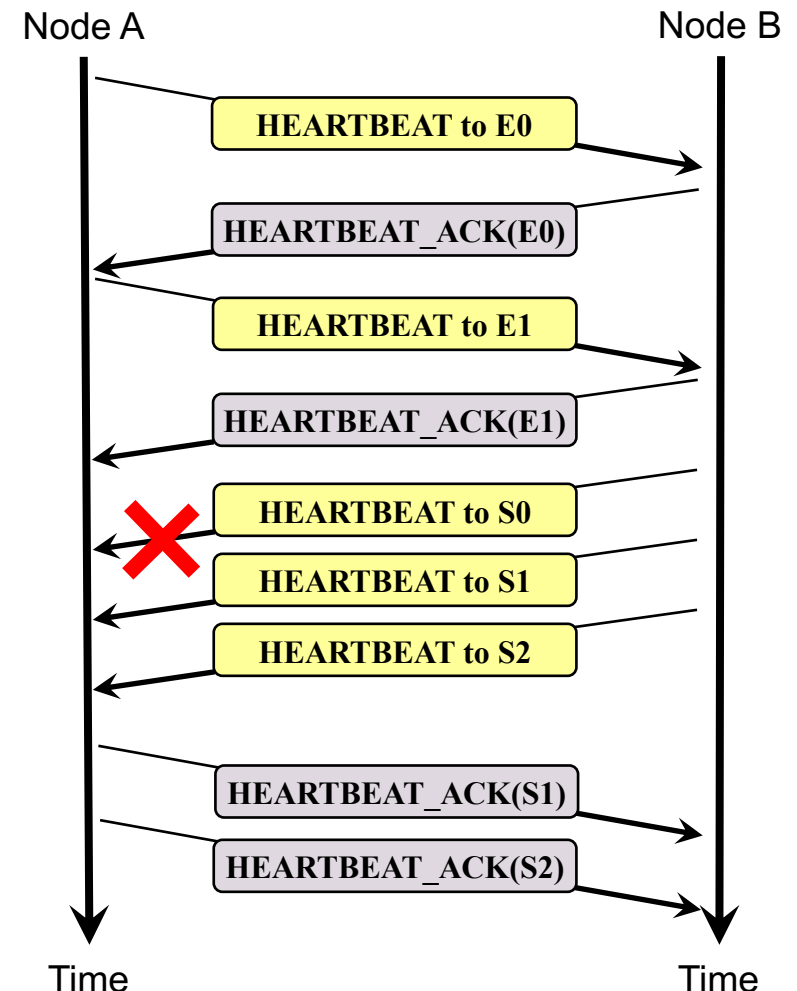 Node A
Node B
HEARTBEAT to E0
HEARTBEAT_ACK(E0)
HEARTBEAT to E1
HEARTBEAT_ACK(E1)
HEARTBEAT to S0
HEARTBEAT to S1
HEARTBEAT to S2
HEARTBEAT_ACK(S1)
HEARTBEAT_ACK(S2)
Time
Time